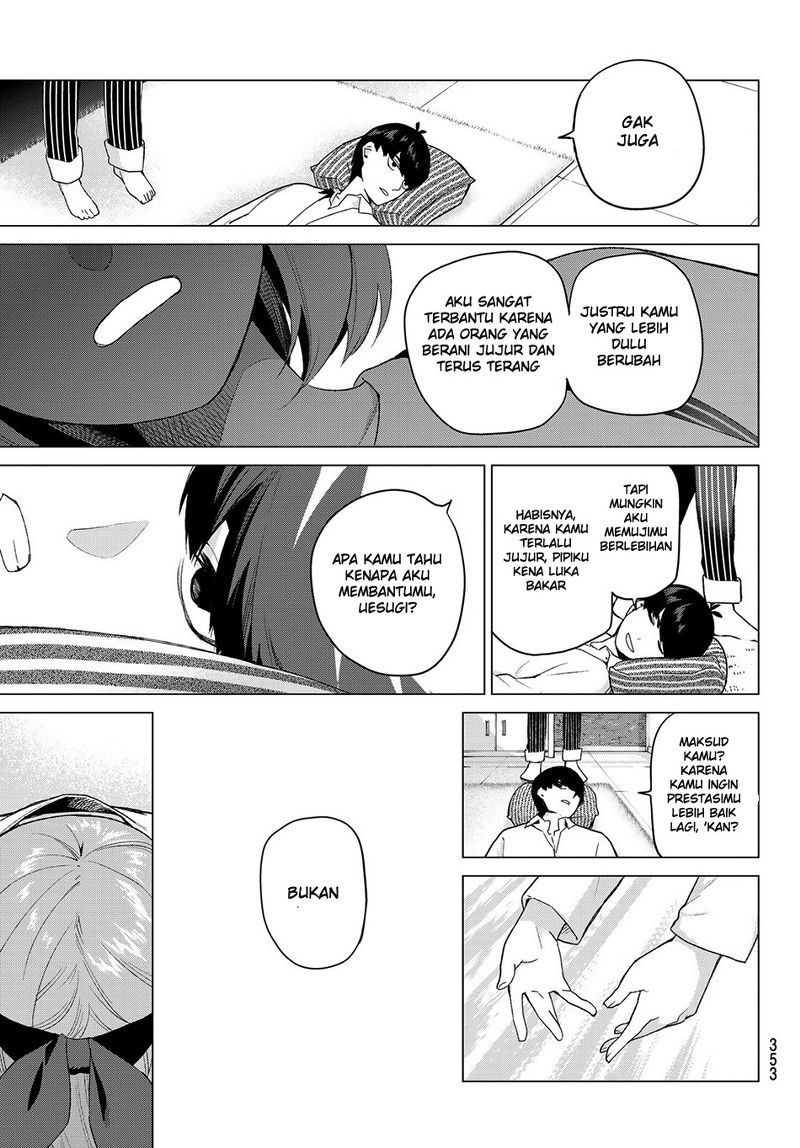 GAK
JUGA
JUSTRU KAMU
YANG LEBIH
DULU
BERUBAH
AKU SANGAT
TERBANTU KARENA
ADA ORANG YANG
BERANI JUJUR DAN
TERUS TERANG
TAPI
MUNGKIN
AKU
MEMUJIMU
BERLEBIHAN
HABISNYA,
KARENA KAMU
TERLALU
JUJUR, PIPIKU
KENA LUKA
BAKAR
APA KAMU TAHU
KENAPA AKU
MEMBANTUMU,
UESUGI?
MAKSUD
KAMU?
KARENA
KAMU INGIN
PRESTASIMU
LEBIH BAIK
LAGI, 'KAN?
BUKAN
353